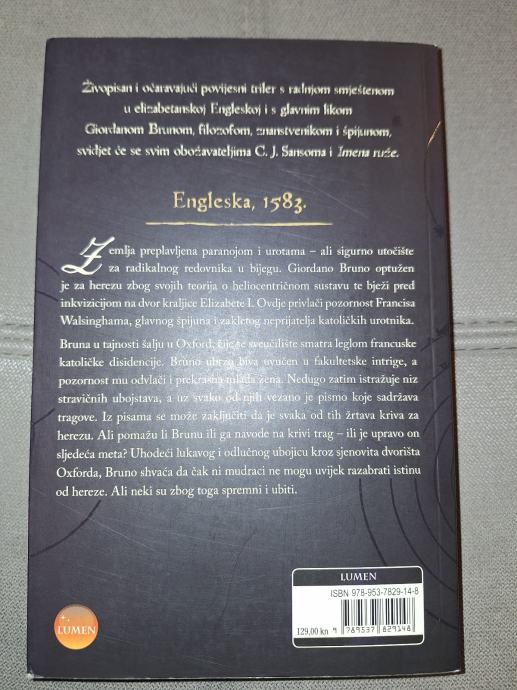 Živopisan i očaravajući povijesni triler s radnjom smještenom
u elizabetanskoj Engleskoj i s glavnim likom
Giordanom Brunom, filozofom, znanstvenikom i špijunom,
svidjet će se svim obožavateljima C. J. Sansoma i Imena ruže.
Engleska, 1583.
Zemlja preplavljena paranojom i urotama – ali sigurno utočište
za radikalnog redovnika u bijegu. Giordano Bruno optužen
je za herezu zbog svojih teorija o heliocentričnom sustavu te bježi pred
inkvizicijom na dvor kraljice Elizabete I. Ovdje privlači pozornost Francisa
Walsinghama, glavnog špijuna i zakletog neprijatelja katoličkih urotnika.
Bruna u tajnosti šalju u Oxford, čije se sveučilište smatra leglom francuske
katoličke disidencije. Bruno ubrzo biva uvučen u fakultetske intrige, a
pozornost mu odvlači i prekrasna mlada žena. Nedugo zatim istražuje niz
stravičnih ubojstava, a uz svako od njih vezano je pismo koje sadržava
tragove. Iz pisama se može zaključiti da je svaka od tih žrtava kriva za
herezu. Ali pomažu li Brunu ili ga navode na krivi trag – ili je upravo on
sljedeća meta? Uhodeći lukavog i odlučnog ubojicu kroz sjenovita dvorišta
Oxforda, Bruno shvaća da čak ni mudraci ne mogu uvijek razabrati istinu
od hereze. Ali neki su zbog toga spremni i ubiti.
LUMEN
ISBN 978-953-7829-14-8
129,00 kn 9 789537 829148
LUMEN